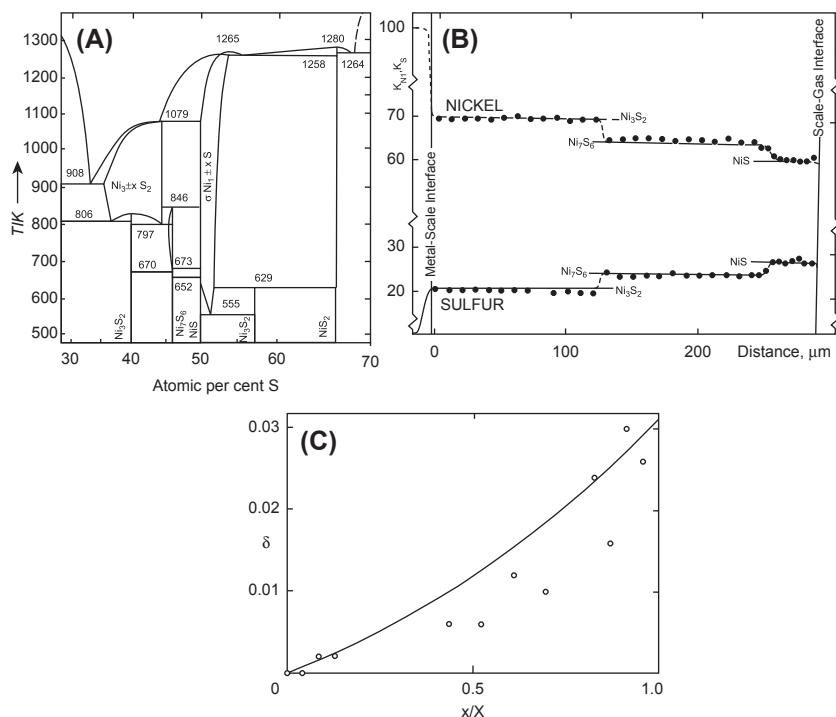 (A)
1300
1200
1100
1000
900
800
700
600
500
T/K
908
806
1079
1265
1280
1258
1264
Ni₃±x S₂
σ Ni₁ ± x S
846
797
670
673
652
629
555
Ni₃S₂
Ni₇S₆
NiS
Ni₃S₂
NiS₂
30 40 50 60 70
Atomic per cent S
(B)
100
70
60
30
20
K_N1,K_S
Metal-Scale Interface
Scale-Gas Interface
NICKEL
Ni₃S₂
Ni₇S₆
NiS
NiS
Ni₇S₆
Ni₃S₂
SULFUR
0 100 200 Distance, μm
(C)
0.03
0.02
0.01
δ
0 0.5 1.0
x/X